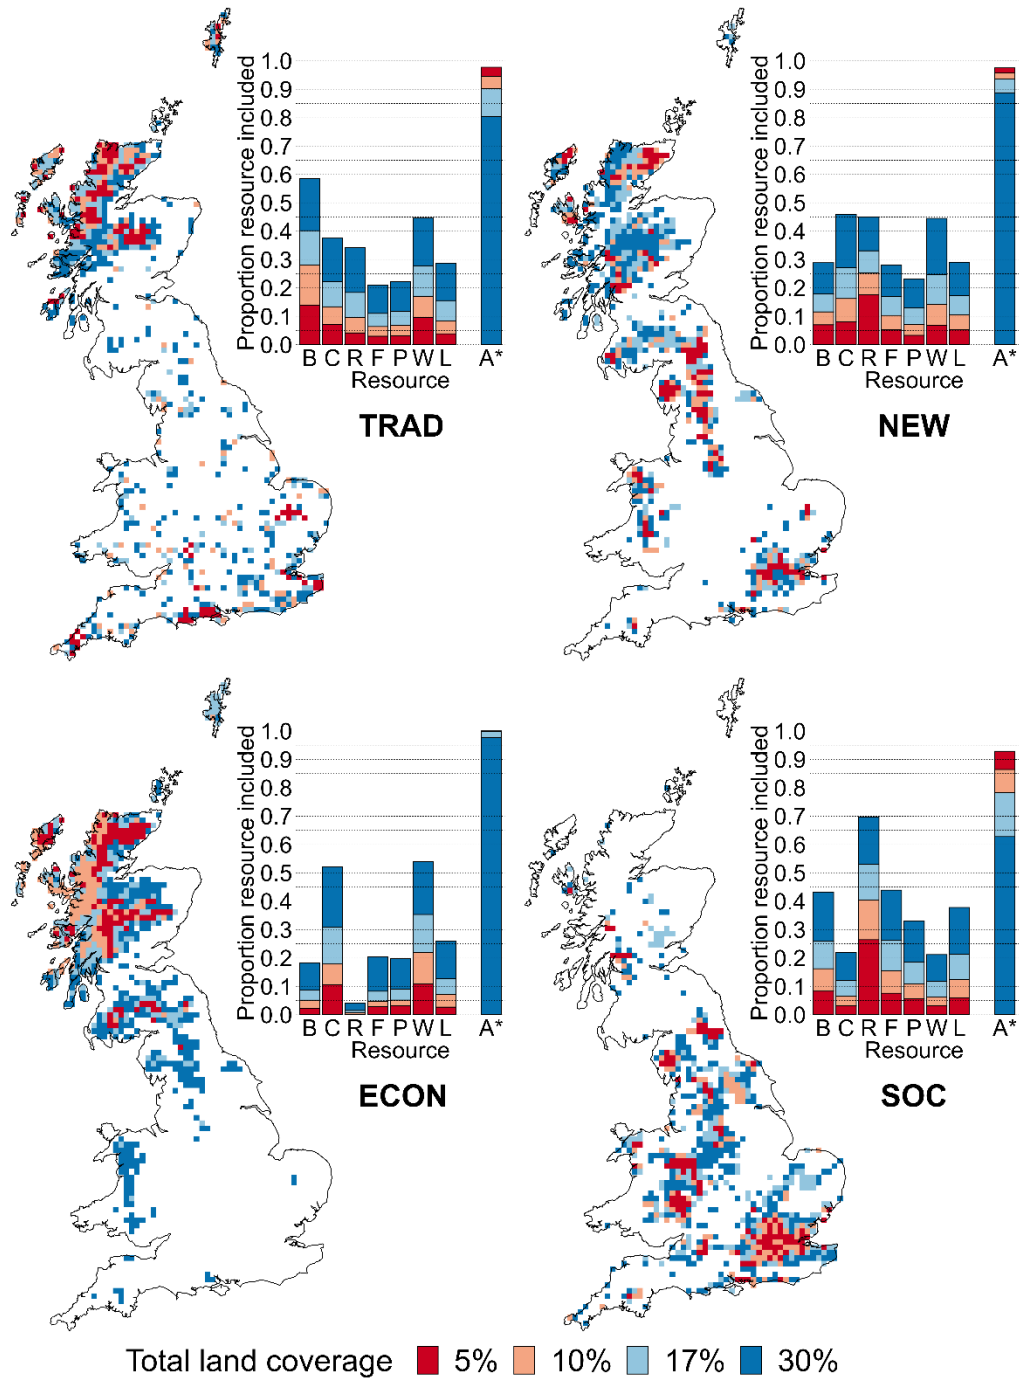 Proportion resource included
1.0
0.9
0.8
0.7
0.6
0.5
0.4
0.3
0.2
0.1
0.0
B C R F P W L A*
Resource
TRAD
Proportion resource included
1.0
0.9
0.8
0.7
0.6
0.5
0.4
0.3
0.2
0.1
0.0
B C R F P W L A*
Resource
NEW
Proportion resource included
1.0
0.9
0.8
0.7
0.6
0.5
0.4
0.3
0.2
0.1
0.0
B C R F P W L A*
Resource
ECON
Proportion resource included
1.0
0.9
0.8
0.7
0.6
0.5
0.4
0.3
0.2
0.1
0.0
B C R F P W L A*
Resource
SOC
Total land coverage 5% 10% 17% 30%